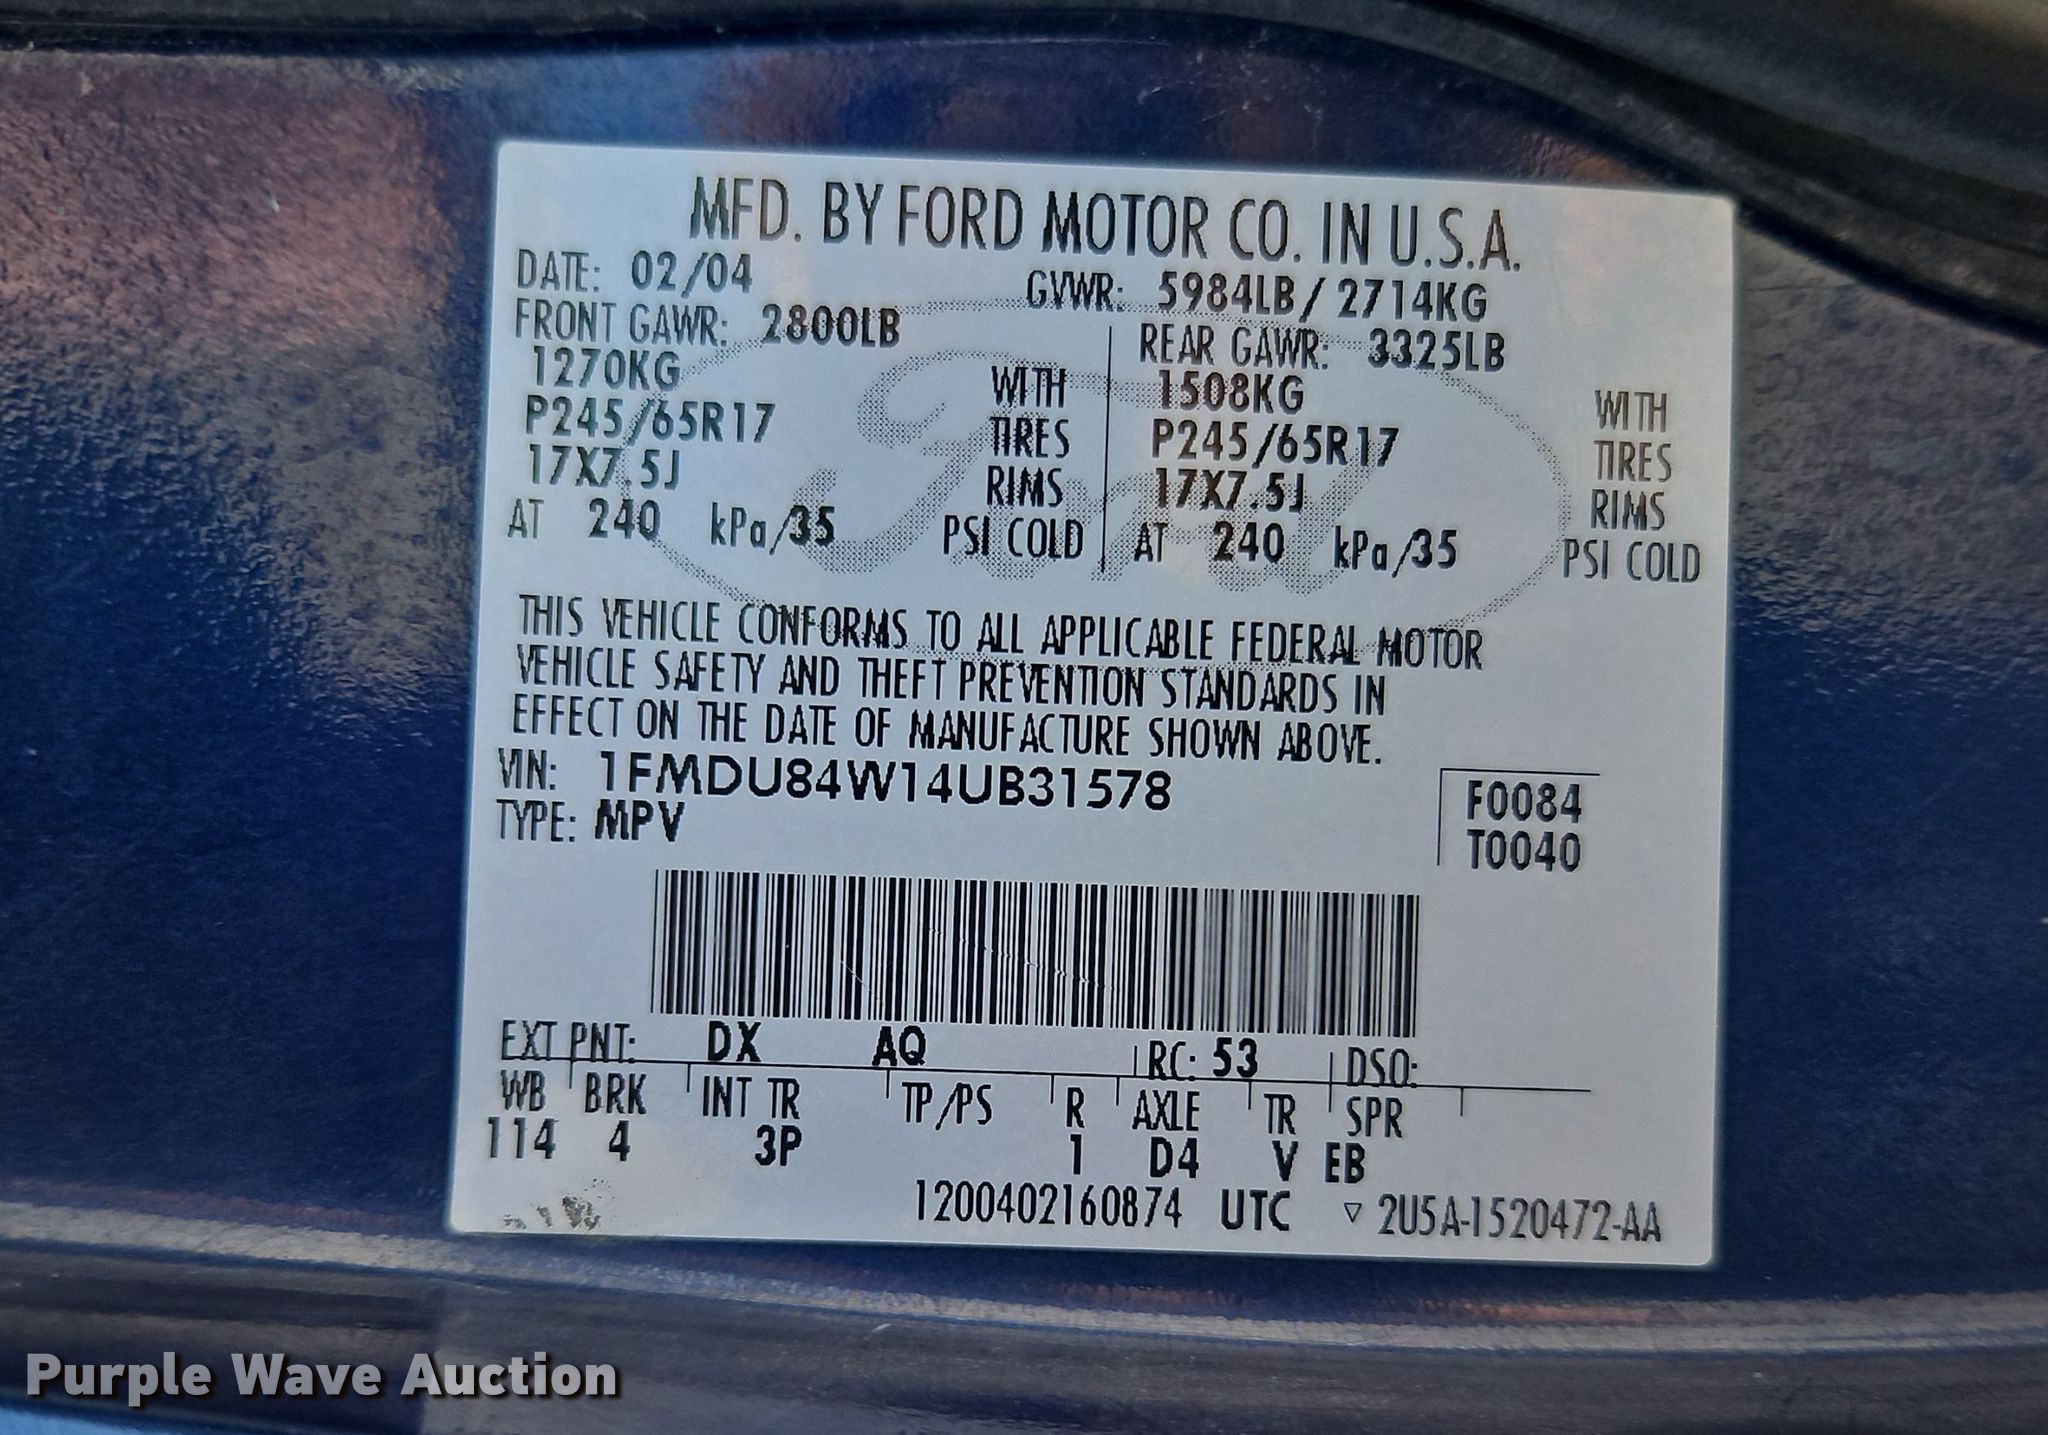 MFD. BY FORD MOTOR CO. IN U.S.A.
DATE: 02/04 GVWR: 5984LB/2714KG
FRONT GAWR: 2800LB REAR GAWR: 3325LB
1270KG WITH 1508KG WITH
P245/65R17 TIRES P245/65R17 TIRES
17X7.5J RIMS 17X7.5J RIMS
AT 240 kPa/35 PSI COLD AT 240 kPa/35 PSI COLD
Ford
THIS VEHICLE CONFORMS TO ALL APPLICABLE FEDERAL MOTOR
VEHICLE SAFETY AND THEFT PREVENTION STANDARDS IN
EFFECT ON THE DATE OF MANUFACTURE SHOWN ABOVE.
VIN: 1FMDU84W14UB31578 F0084
TYPE: MPV T0040
EXT PNT: DX AQ RC: 53 DSO:
WB BRK INT TR TP/PS R AXLE TR SPR
114 4 3P 1 D4 V EB
1200402160874 UTC ▽ 2U5A-1520472-AA
Purple Wave Auction